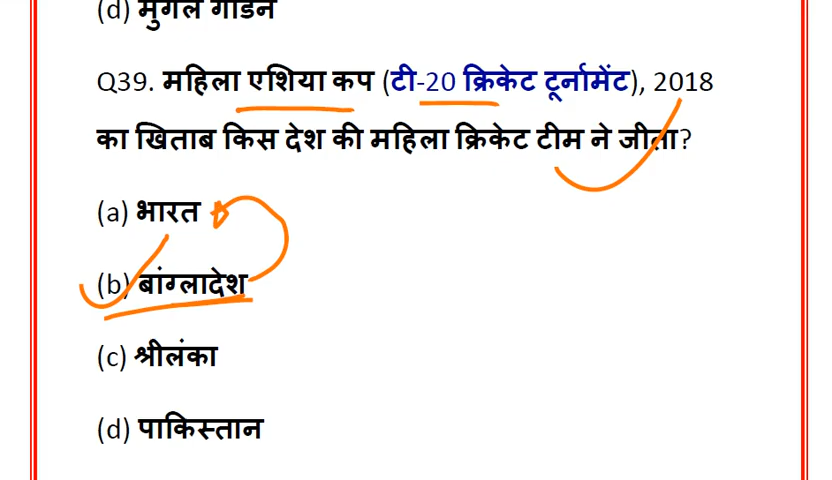 (d) मुगल गार्डन
Q39. महिला एशिया कप (टी-20 क्रिकेट टूर्नामेंट), 2018
का खिताब किस देश की महिला क्रिकेट टीम ने जीता?
(a) भारत
(b) बांग्लादेश
(c) श्रीलंका
(d) पाकिस्तान